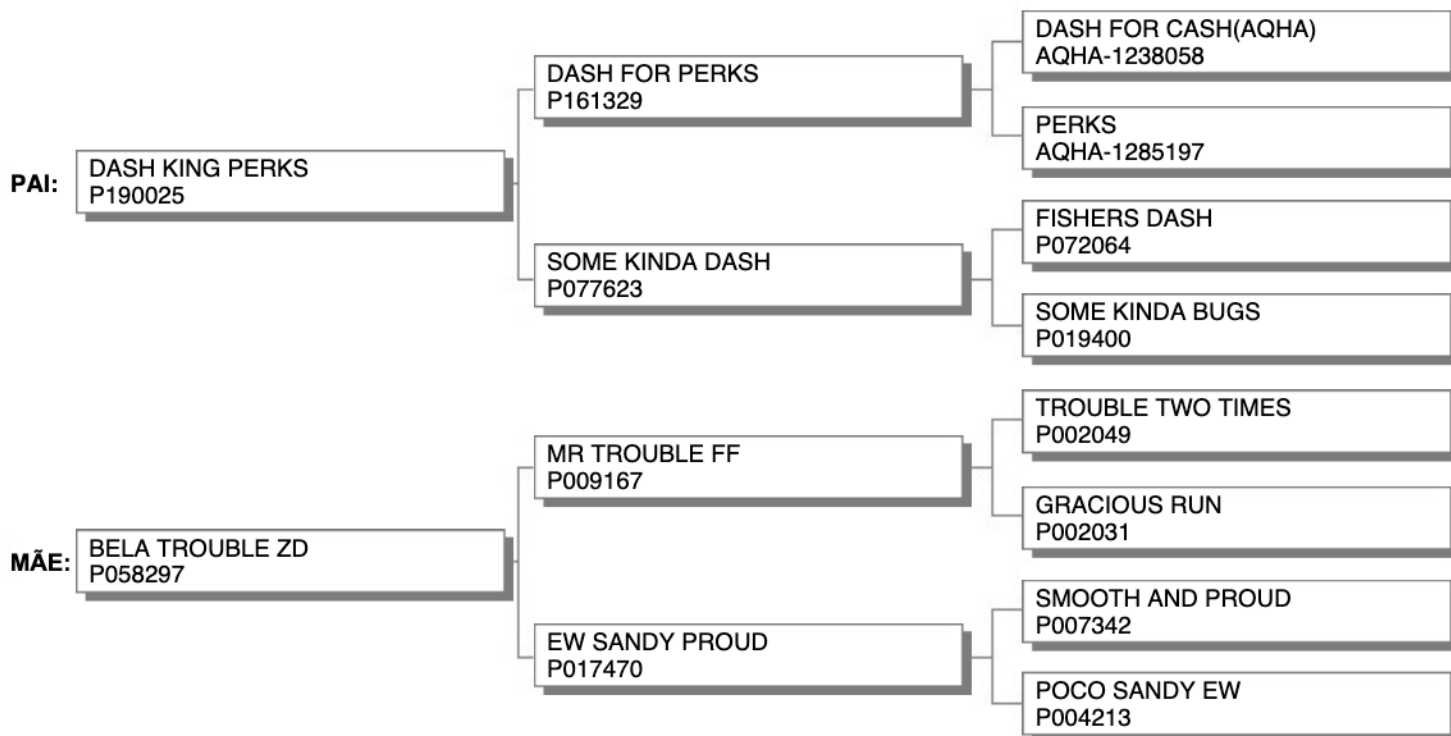 PAI:
DASH KING PERKS
P190025
DASH FOR PERKS
P161329
DASH FOR CASH(AQHA)
AQHA-1238058
PERKS
AQHA-1285197
SOME KINDA DASH
P077623
FISHERS DASH
P072064
SOME KINDA BUGS
P019400
MÃE:
BELA TROUBLE ZD
P058297
MR TROUBLE FF
P009167
TROUBLE TWO TIMES
P002049
GRACIOUS RUN
P002031
EW SANDY PROUD
P017470
SMOOTH AND PROUD
P007342
POCO SANDY EW
P004213